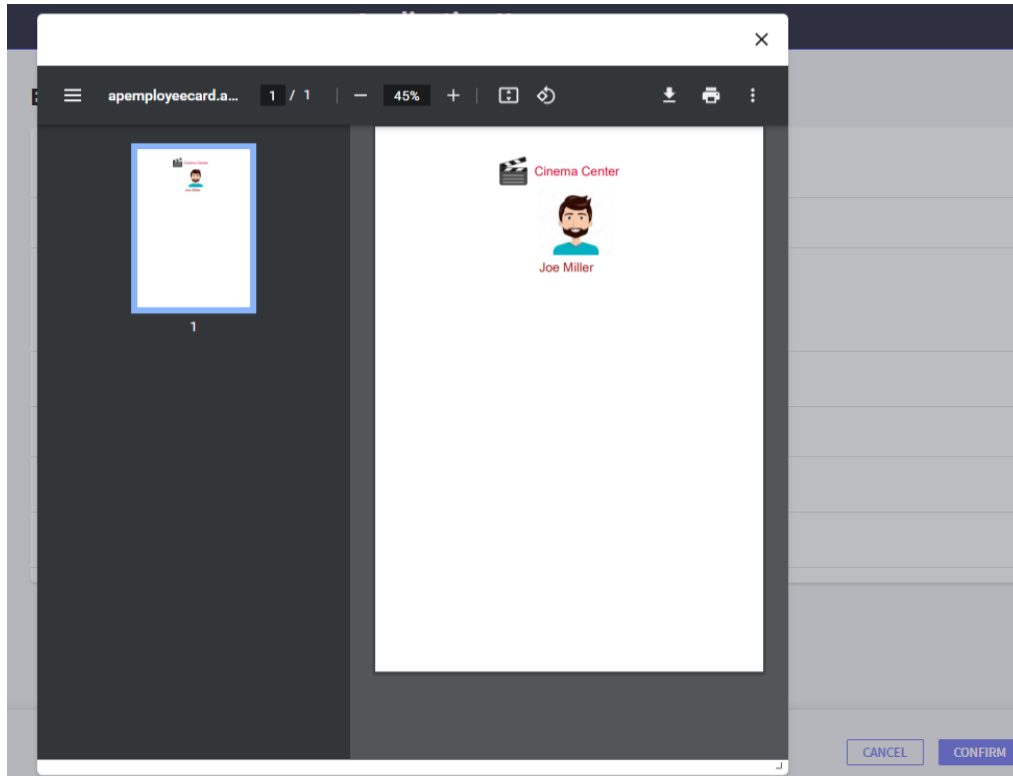 apemployeecard.a... 1 / 1 45%
Cinema Center
Joe Miller
1
CANCEL CONFIRM